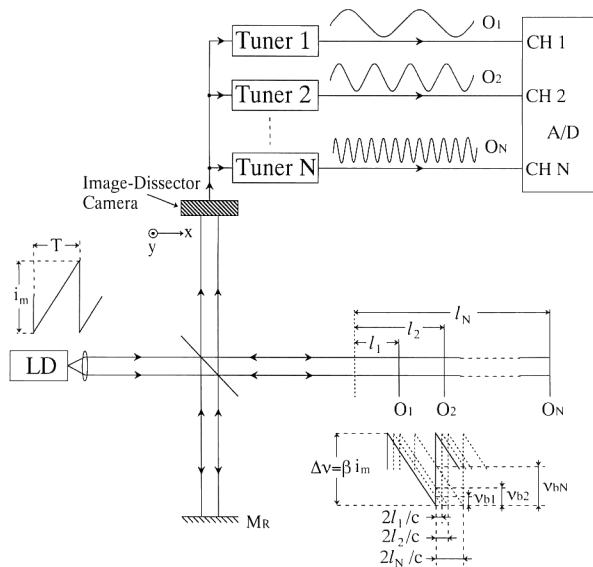 Tuner 1
O1
CH 1
Tuner 2
O2
CH 2
A/D
Tuner N
ON
CH N
Image-Dissector
Camera
x
y
T
im
LD
lN
l2
l1
O1
O2
ON
Δν=β im
νb1
νb2
νbN
2l1/c
2l2/c
2lN/c
MR